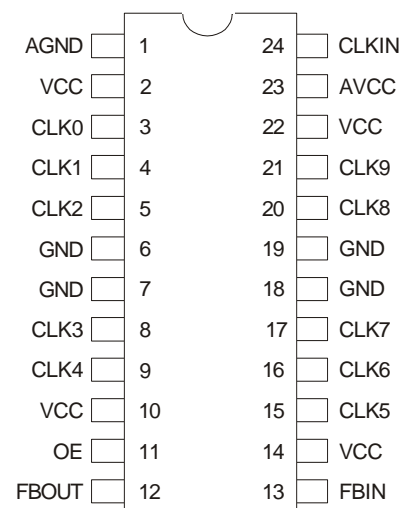 AGND 1 24 CLKIN
VCC 2 23 AVCC
CLK0 3 22 VCC
CLK1 4 21 CLK9
CLK2 5 20 CLK8
GND 6 19 GND
GND 7 18 GND
CLK3 8 17 CLK7
CLK4 9 16 CLK6
VCC 10 15 CLK5
OE 11 14 VCC
FBOUT 12 13 FBIN